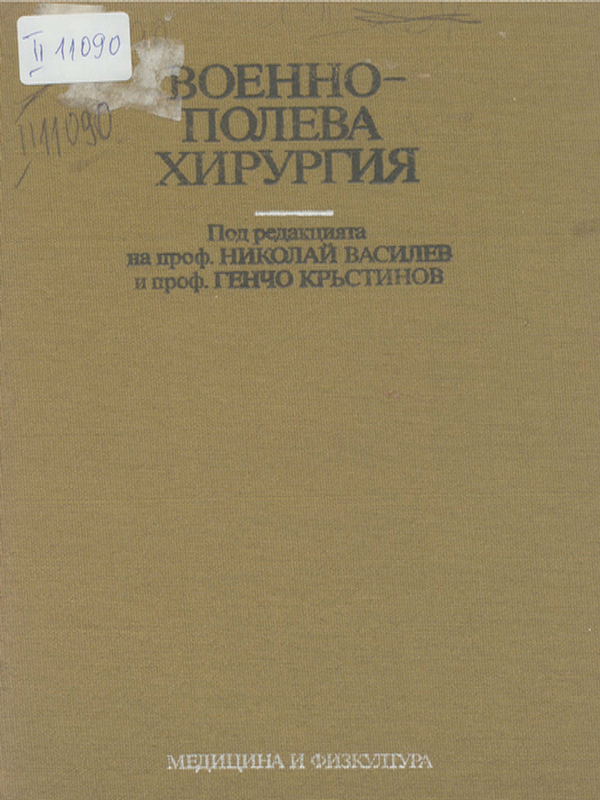 II 11090
II 11090
ВОЕННО-
ПОЛЕВА
ХИРУРГИЯ
Под редакцията
на проф. НИКОЛАЙ ВАСИЛЕВ
и проф. ГЕНЧО КРЪСТИНОВ
МЕДИЦИНА И ФИЗКУЛТУРА